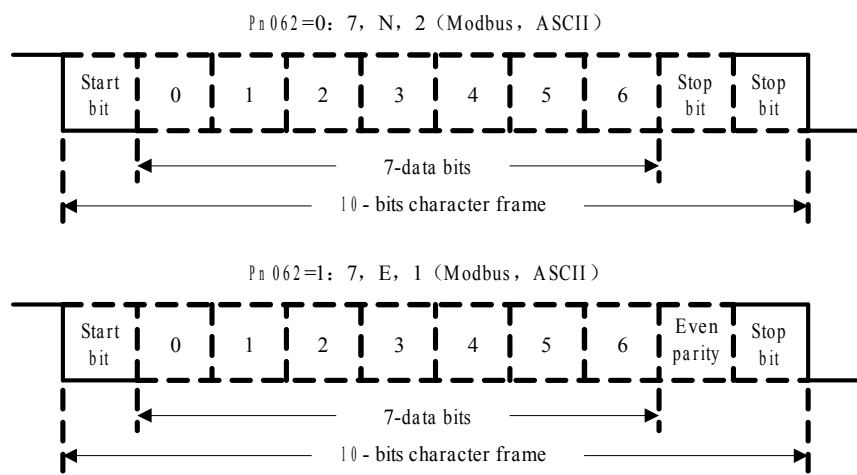 Pn062=0: 7, N, 2 (Modbus, ASCII)
Start bit
0 1 2 3 4 5 6
Stop bit
Stop bit
7-data bits
10- bits character frame
Pn062=1: 7, E, 1 (Modbus, ASCII)
Start bit
0 1 2 3 4 5 6
Even parity
Stop bit
7-data bits
10- bits character frame